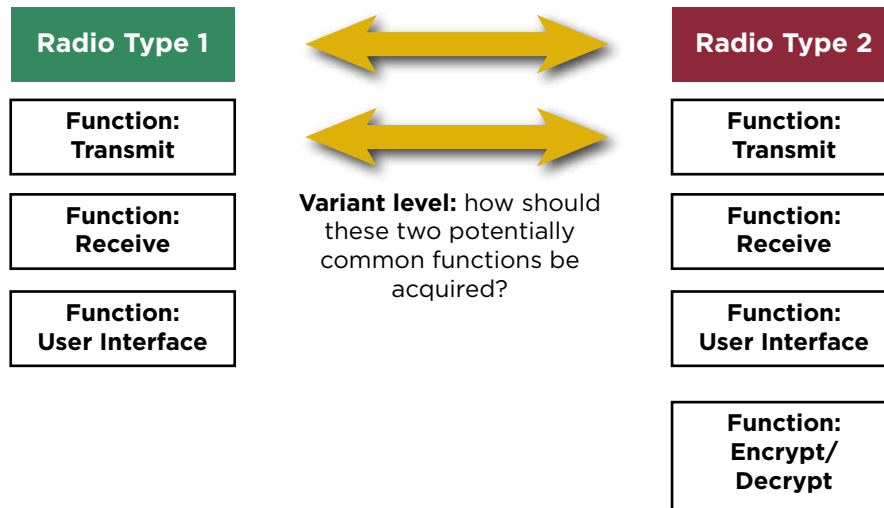 Radio Type 1
Radio Type 2
Function:
Transmit
Function:
Transmit
Function:
Receive
Variant level: how should
these two potentially
common functions be
acquired?
Function:
Receive
Function:
User Interface
Function:
User Interface
Function:
Encrypt/
Decrypt